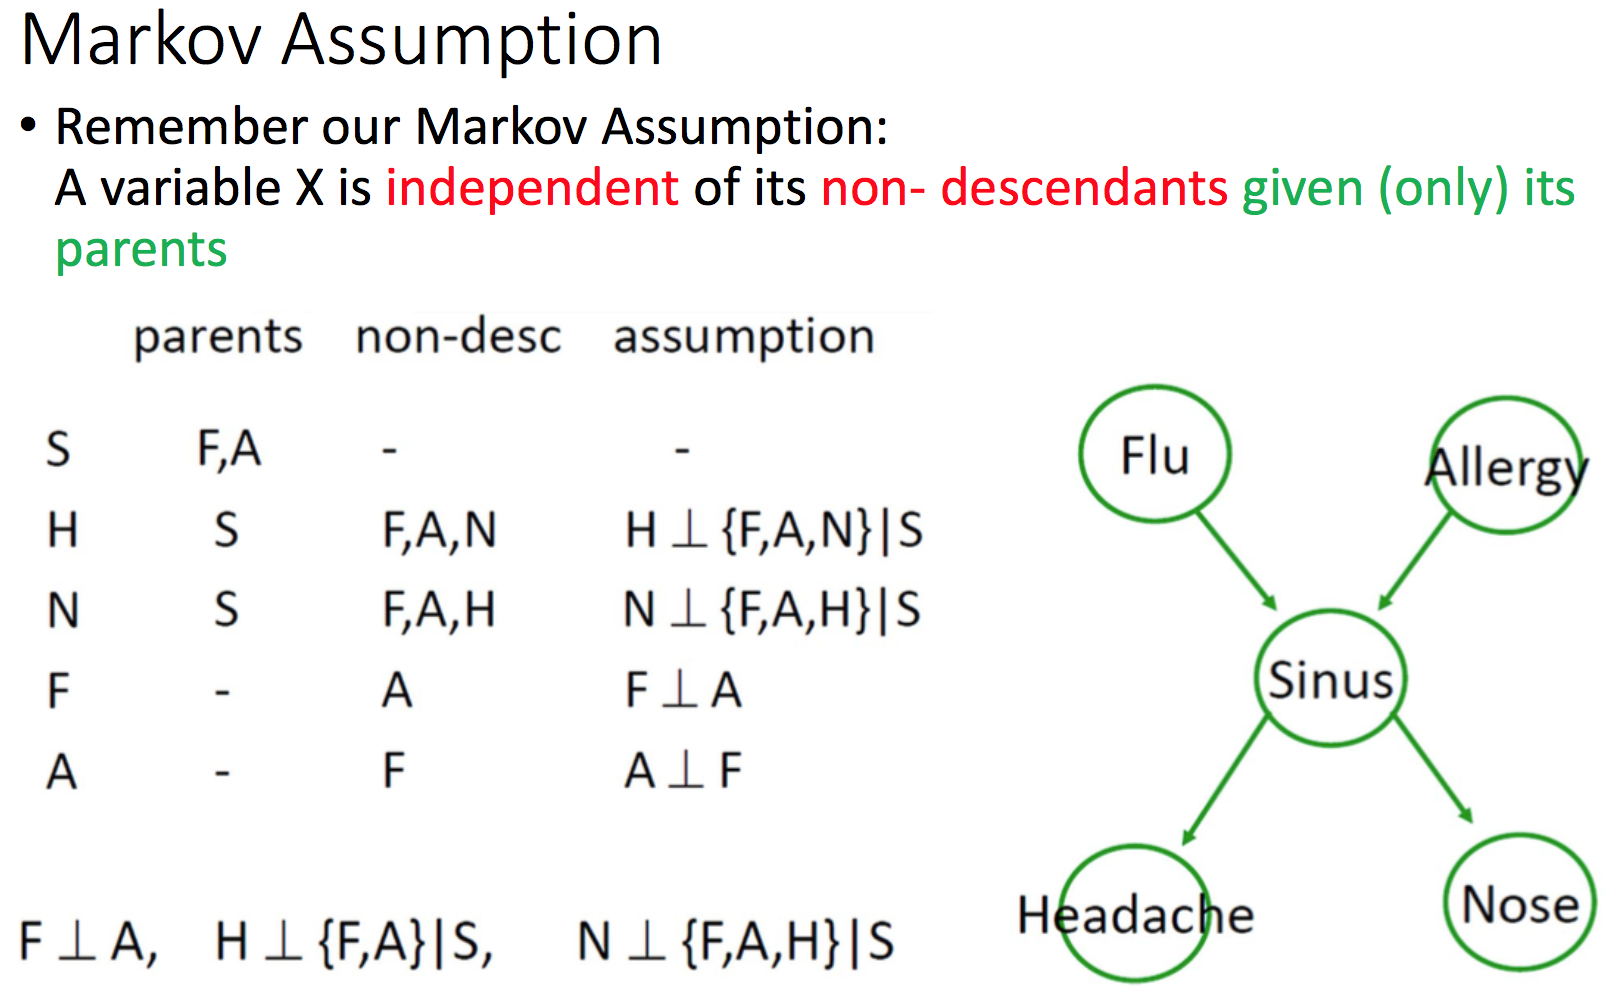 Markov Assumption
• Remember our Markov Assumption:
A variable X is independent of its non- descendants given (only) its
parents
parents non-desc assumption
S F,A - -
H S F,A,N H ⊥ {F,A,N}|S
N S F,A,H N ⊥ {F,A,H}|S
F - A F ⊥ A
A - F A ⊥ F
F ⊥ A, H ⊥ {F,A}|S, N ⊥ {F,A,H}|S
Flu
Allergy
Sinus
Headache
Nose